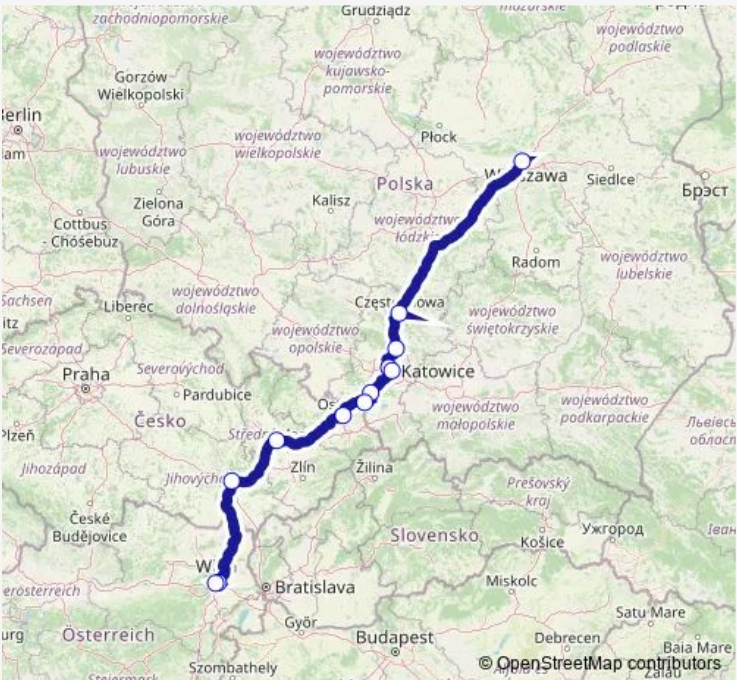 zachodniopomorskie
Grudziądz
mazurskie
województwo
podlaskie
województwo
kujawsko-
pomorskie
Gorzów
Wielkopolski
Berlin
Płock
województwo
wielkopolskie
województwo
lubuskie
Polska
Siedlce
Брэст
Zielona
Góra
Kalisz
województwo
łódzkie
Cottbus
- Chóśebuz
Radom
województwo
lubelskie
Sachsen
Liberec
województwo
dolnośląskie
województwo
opolskie
województwo
świętokrzyskie
Severozápad
Severovýchod
Praha
Pardubice
Katowice
Česko
województwo
małopolskie
województwo
podkarpackie
Plzeň
Jihozápad
Zlín
Žilina
Prešovský
kraj
České
Budějovice
Slovensko
Košice
Ужгород
Bratislava
Miskolc
Österreich
Győr
Budapest
Debrecen
Satu Mare
Baia Mare
Szombathely
Zalău
© OpenStreetMap contributors